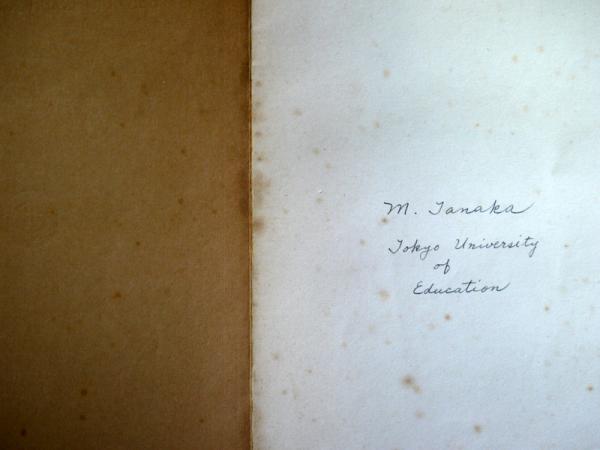 M. Tanaka
Tokyo University
of
Education